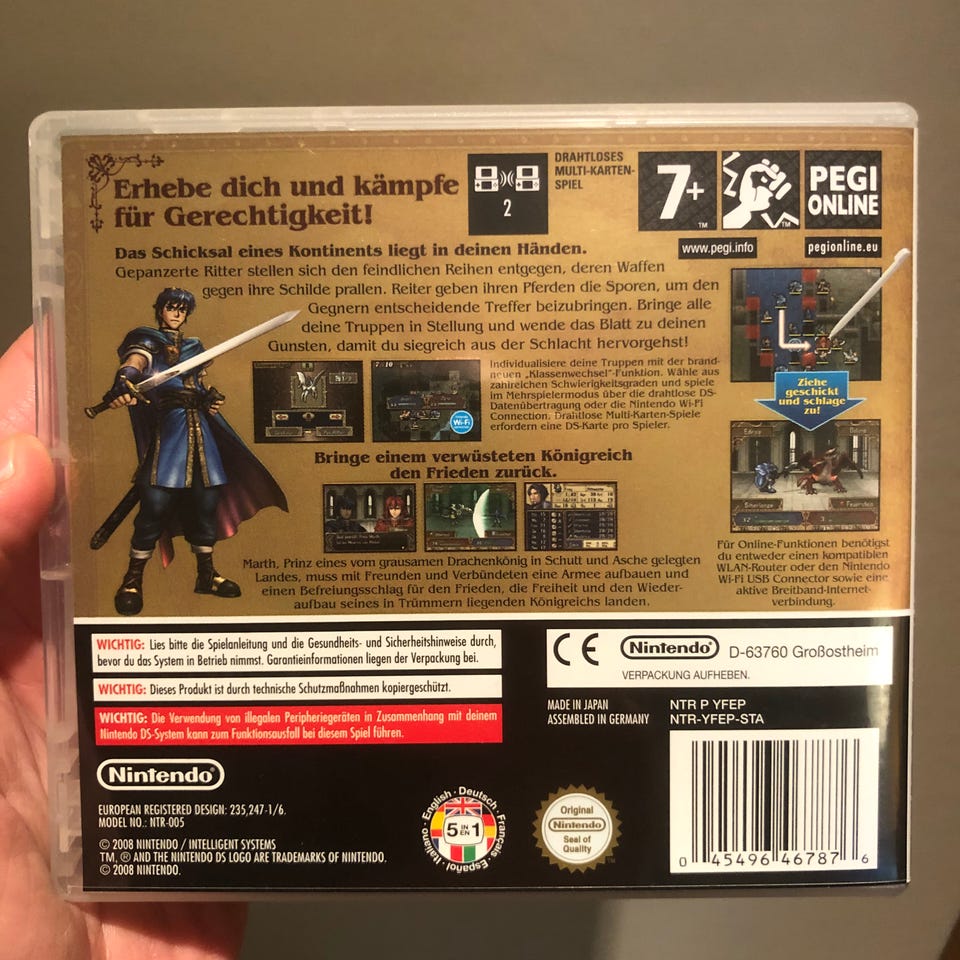 Erhebe dich und kämpfe
für Gerechtigkeit!
2
DRAHTLOSES
MULTI-KARTEN-
SPIEL
7+
TM
TM
PEGI
ONLINE
www.pegi.info
pegionline.eu
Das Schicksal eines Kontinents liegt in deinen Händen.
Gepanzerte Ritter stellen sich den feindlichen Reihen entgegen, deren Waffen
gegen ihre Schilde prallen. Reiter geben ihren Pferden die Sporen, um den
Gegnern entscheidende Treffer beizubringen. Bringe alle
deine Truppen in Stellung und wende das Blatt zu deinen
Gunsten, damit du siegreich aus der Schlacht hervorgehst!
Individualisiere deine Truppen mit der brand-
neuen „Klassenwechsel“-Funktion. Wähle aus
zahlreichen Schwierigkeitsgraden und spiele
im Mehrspielermodus über die drahtlose DS-
Datenübertragung oder die Nintendo Wi-Fi
Connection. Drahtlose Multi-Karten-Spiele
erfordern eine DS-Karte pro Spieler.
Wi-Fi
Ziehe
geschickt
und schlage
zu!
Bringe einem verwüsteten Königreich
den Frieden zurück.
Marth, Prinz eines vom grausamen Drachenkönig in Schutt und Asche gelegten
Landes, muss mit Freunden und Verbündeten eine Armee aufbauen und
einen Befreiungsschlag für den Frieden, die Freiheit und den Wieder-
aufbau seines in Trümmern liegenden Königreichs landen.
Für Online-Funktionen benötigst
du entweder einen kompatiblen
WLAN-Router oder den Nintendo
Wi-Fi USB Connector sowie eine
aktive Breitband-Internet-
verbindung.
WICHTIG: Lies bitte die Spielanleitung und die Gesundheits- und Sicherheitshinweise durch,
bevor du das System in Betrieb nimmst. Garantieinformationen liegen der Verpackung bei.
WICHTIG: Dieses Produkt ist durch technische Schutzmaßnahmen kopiergeschützt.
WICHTIG: Die Verwendung von illegalen Peripheriegeräten in Zusammenhang mit deinem
Nintendo DS-System kann zum Funktionsausfall bei diesem Spiel führen.
CE Nintendo® D-63760 Großostheim
VERPACKUNG AUFHEBEN.
MADE IN JAPAN
ASSEMBLED IN GERMANY
NTR P YFEP
NTR-YFEP-STA
Nintendo®
EUROPEAN REGISTERED DESIGN: 235,247-1/6.
MODEL NO.: NTR-005
© 2008 NINTENDO / INTELLIGENT SYSTEMS
TM, ® AND THE NINTENDO DS LOGO ARE TRADEMARKS OF NINTENDO.
© 2008 NINTENDO.
English · Deutsch · Français · Español · Italiano
5 IN EN 1
Original
Nintendo
Seal of
Quality
TM
0 45496 46787 6